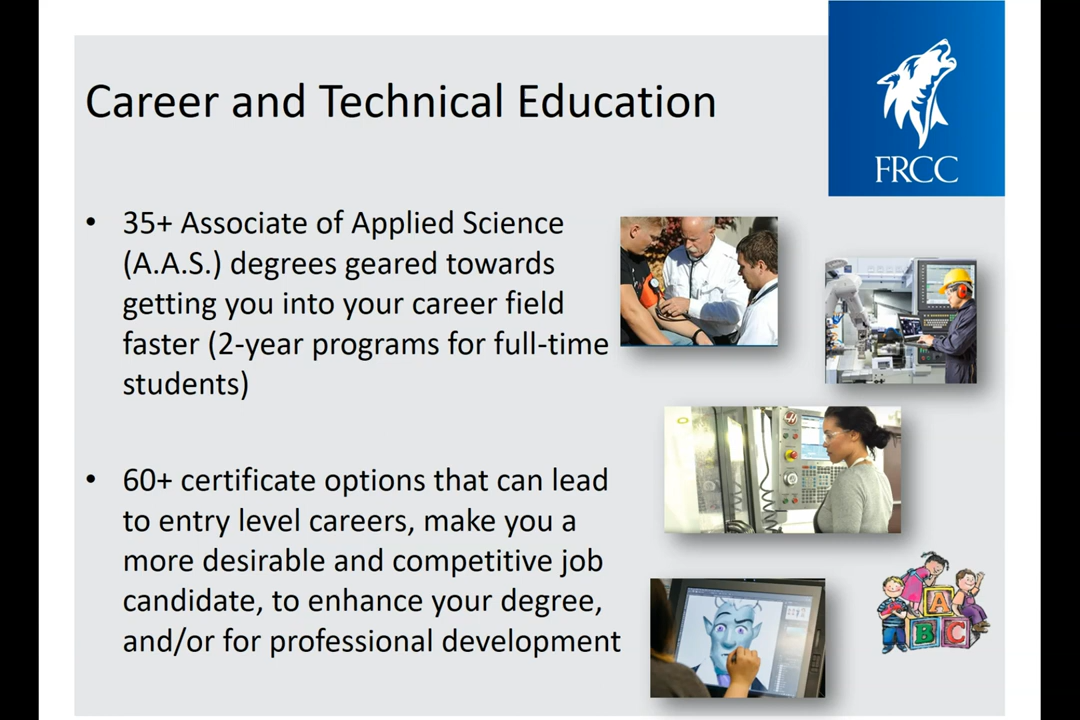 Career and Technical Education
FRCC
• 35+ Associate of Applied Science
(A.A.S.) degrees geared towards
getting you into your career field
faster (2-year programs for full-time
students)
• 60+ certificate options that can lead
to entry level careers, make you a
more desirable and competitive job
candidate, to enhance your degree,
and/or for professional development
A
B C